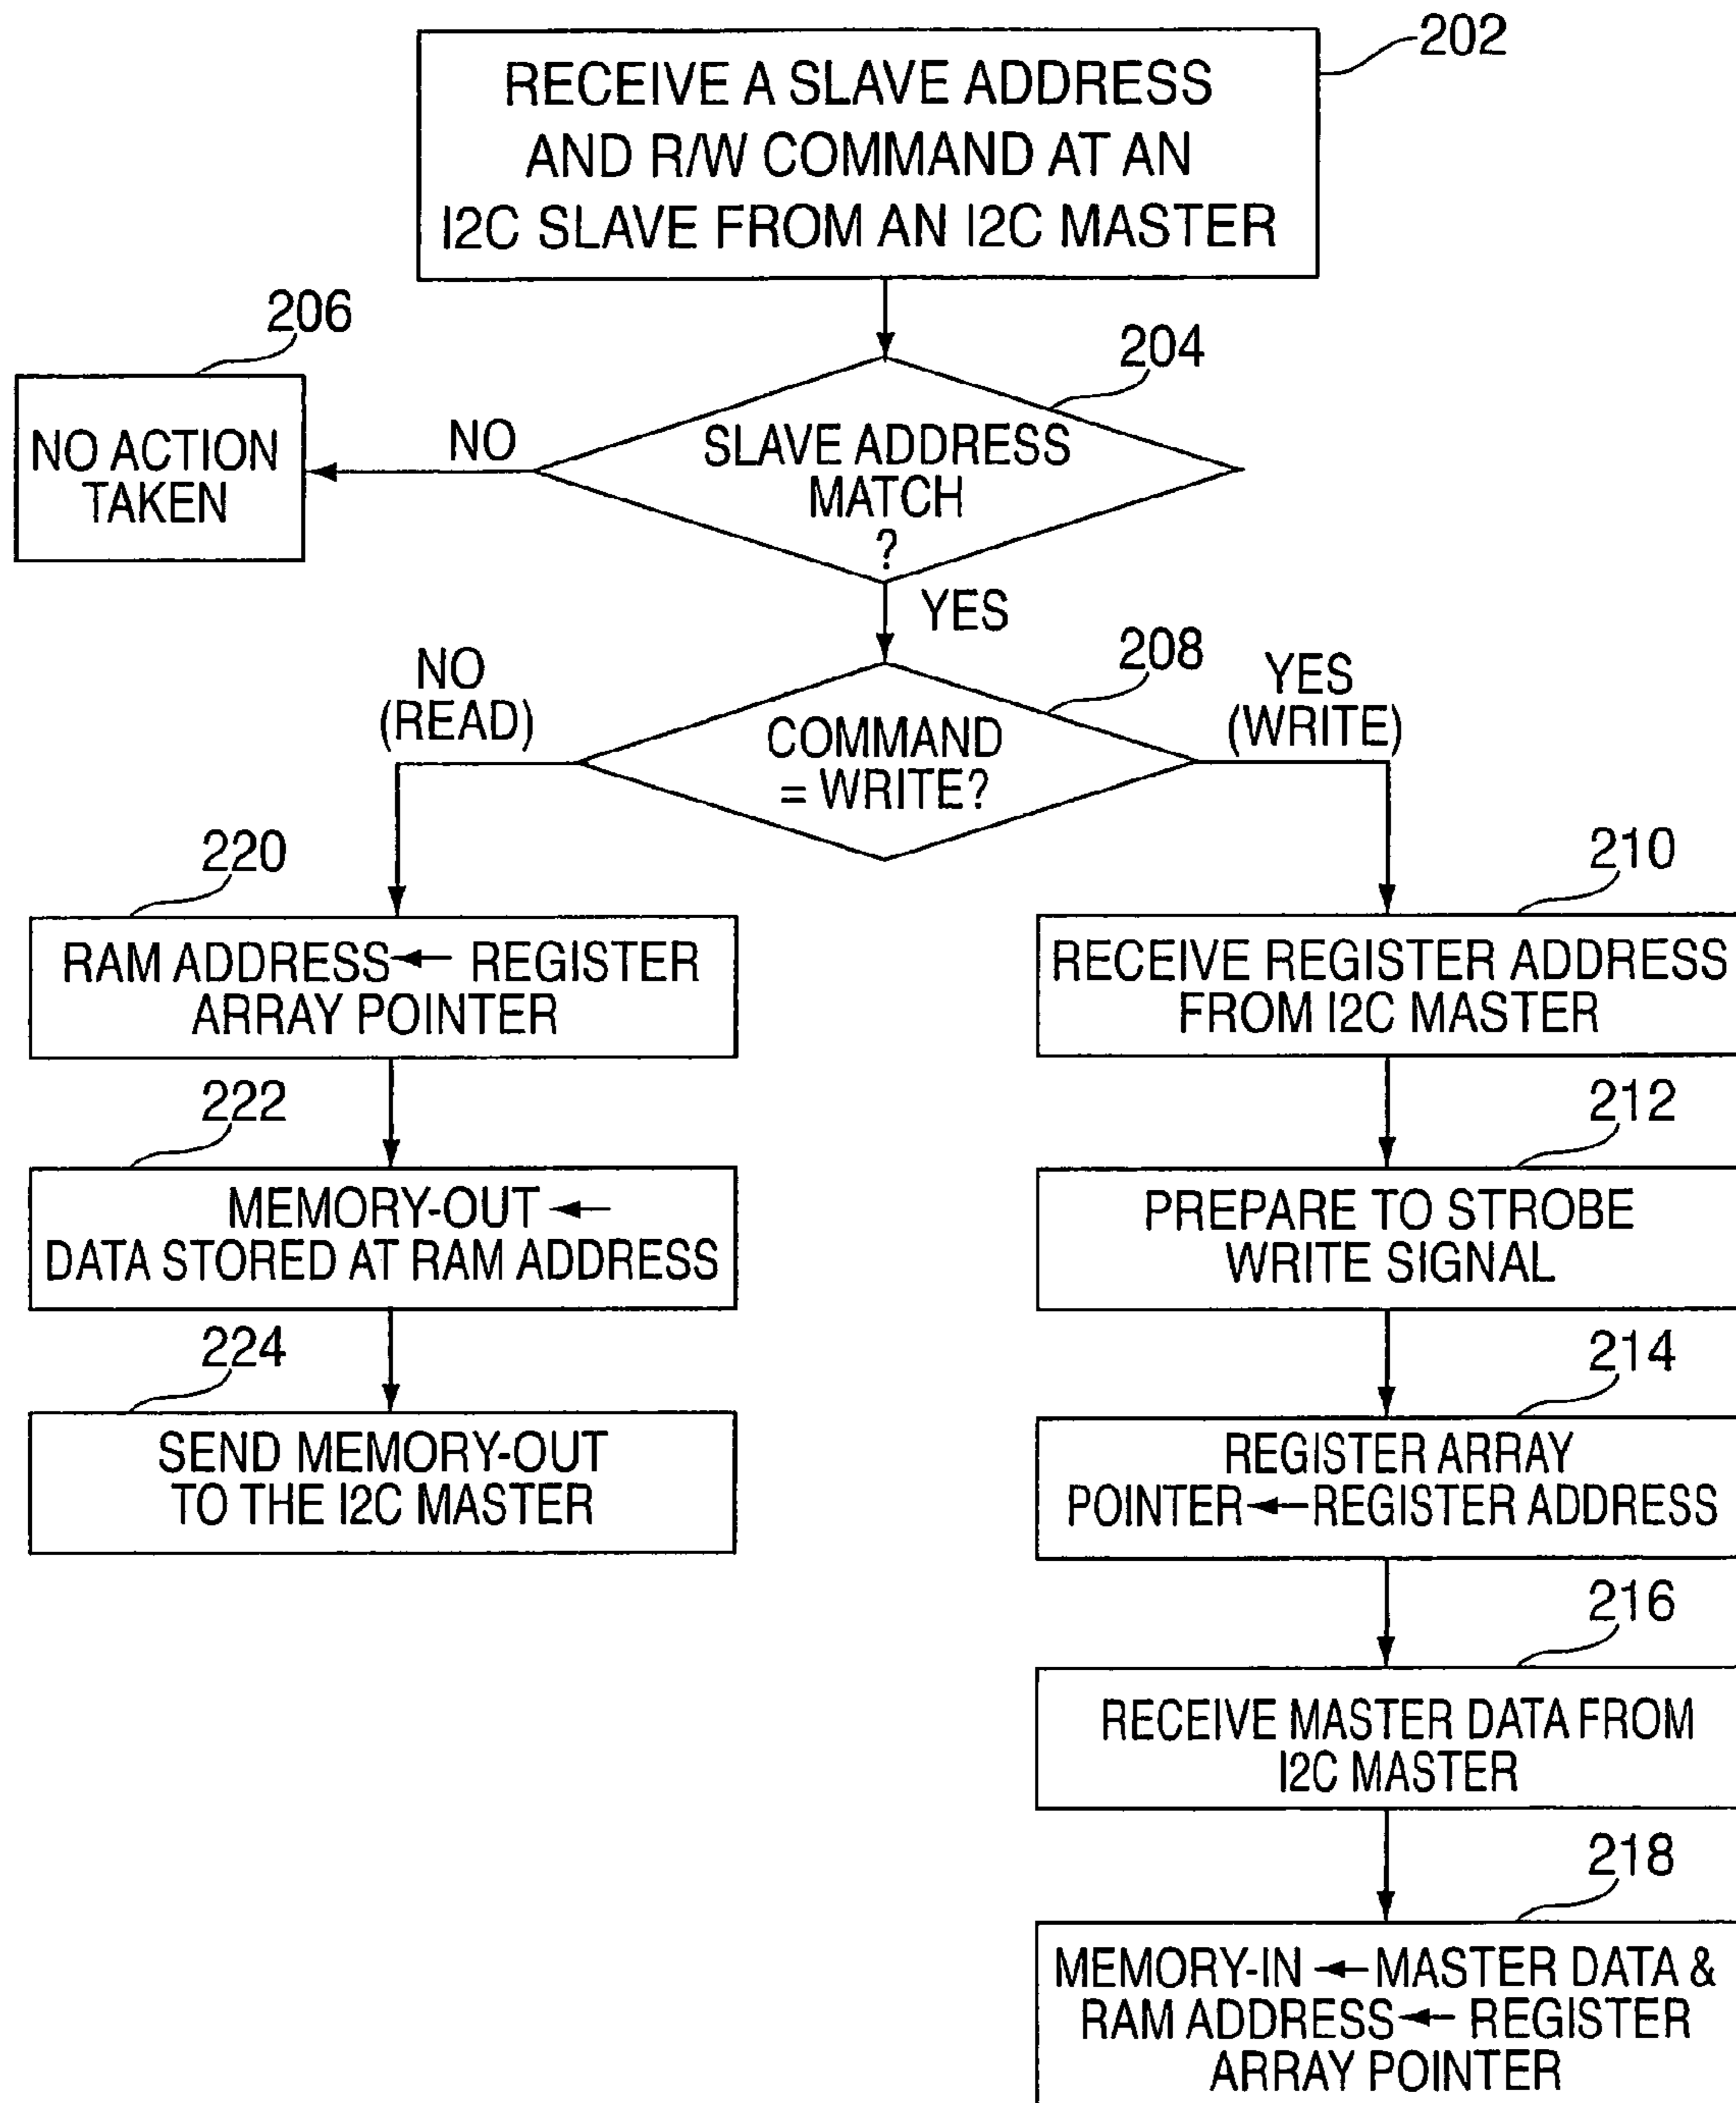 202
RECEIVE A SLAVE ADDRESS
AND R/W COMMAND AT AN
I2C SLAVE FROM AN I2C MASTER
206
204
NO ACTION
TAKEN
NO
SLAVE ADDRESS
MATCH
?
YES
208
NO
(READ)
YES
(WRITE)
COMMAND
= WRITE?
220
RAM ADDRESS ← REGISTER
ARRAY POINTER
222
MEMORY-OUT ←
DATA STORED AT RAM ADDRESS
224
SEND MEMORY-OUT
TO THE I2C MASTER
210
RECEIVE REGISTER ADDRESS
FROM I2C MASTER
212
PREPARE TO STROBE
WRITE SIGNAL
214
REGISTER ARRAY
POINTER ← REGISTER ADDRESS
216
RECEIVE MASTER DATA FROM
I2C MASTER
218
MEMORY-IN ← MASTER DATA &
RAM ADDRESS ← REGISTER
ARRAY POINTER